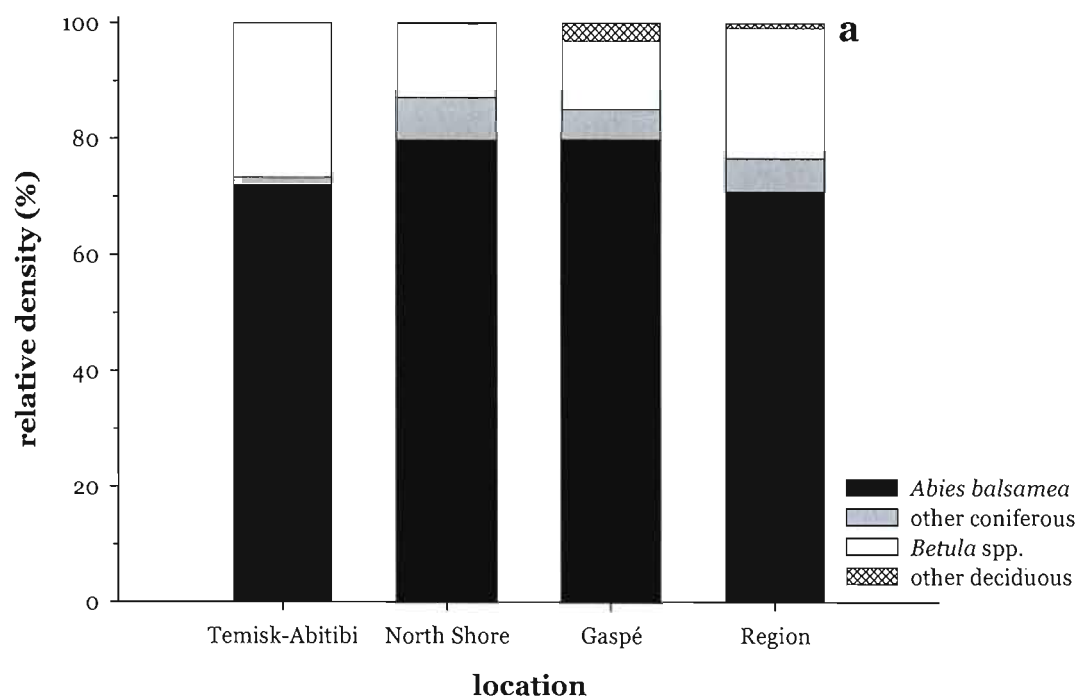 100
80
60
40
20
0
relative density (%)
a
Abies balsamea
other coniferous
Betula spp.
other deciduous
Temisk-Abitibi North Shore Gaspé Region
location